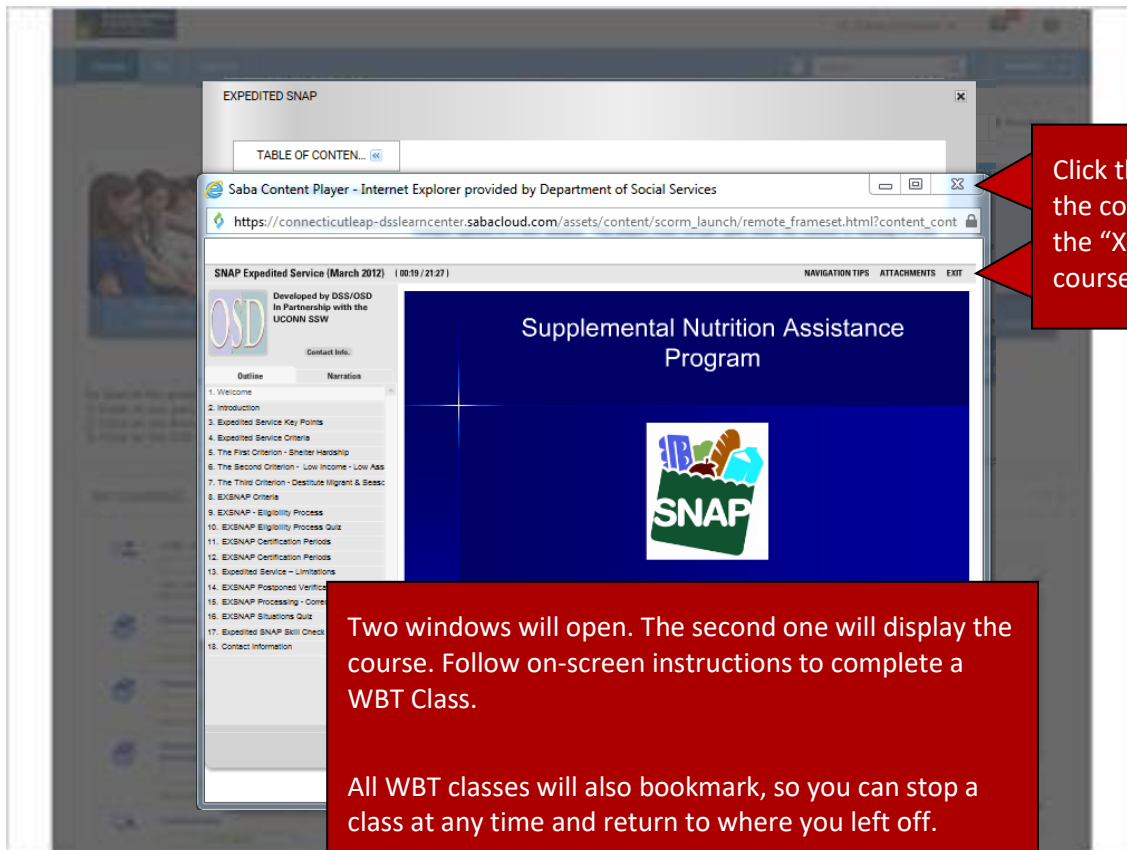 EXPEDITED SNAP
TABLE OF CONTEN...
Saba Content Player - Internet Explorer provided by Department of Social Services
https://connecticutleap-dsslearncenter.sabacloud.com/assets/content/scorm_launch/remote_frameset.html?content_cont
SNAP Expedited Service (March 2012) ( 00:19 / 21:27 ) NAVIGATION TIPS ATTACHMENTS EXIT
OSD
Developed by DSS/OSD
In Partnership with the
UCONN SSW
Contact Info.
Outline Narration
1. Welcome
2. Introduction
3. Expedited Service Key Points
4. Expedited Service Criteria
5. The First Criterion - Shelter Hardship
6. The Second Criterion - Low Income - Low Ass
7. The Third Criterion - Destitute Migrant & Seasc
8. EXSNAP Criteria
9. EXSNAP - Eligibility Process
10. EXSNAP Eligibility Process Quiz
11. EXSNAP Certification Periods
12. EXSNAP Certification Periods
13. Expedited Service – Limitations
14. EXSNAP Postponed Verifica
15. EXSNAP Processing - Correc
16. EXSNAP Situations Quiz
17. Expedited SNAP Skill Check
18. Contact Information
Supplemental Nutrition Assistance
Program
SNAP
Click th
the co
the “X
course
Two windows will open. The second one will display the
course. Follow on-screen instructions to complete a
WBT Class.
All WBT classes will also bookmark, so you can stop a
class at any time and return to where you left off.